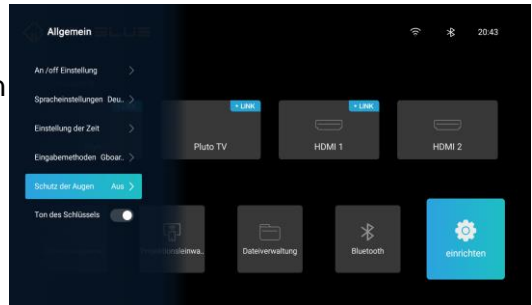 Allgemein
20:43
An /off Einstellung
Spracheinstellungen Deu..
Einstellung der Zeit
Eingabemethoden Gboar..
Schutz der Augen Aus
Ton des Schlüssels
• LINK
• LINK
Pluto TV
HDMI 1
HDMI 2
Dateiverwaltung
Bluetooth
einrichten